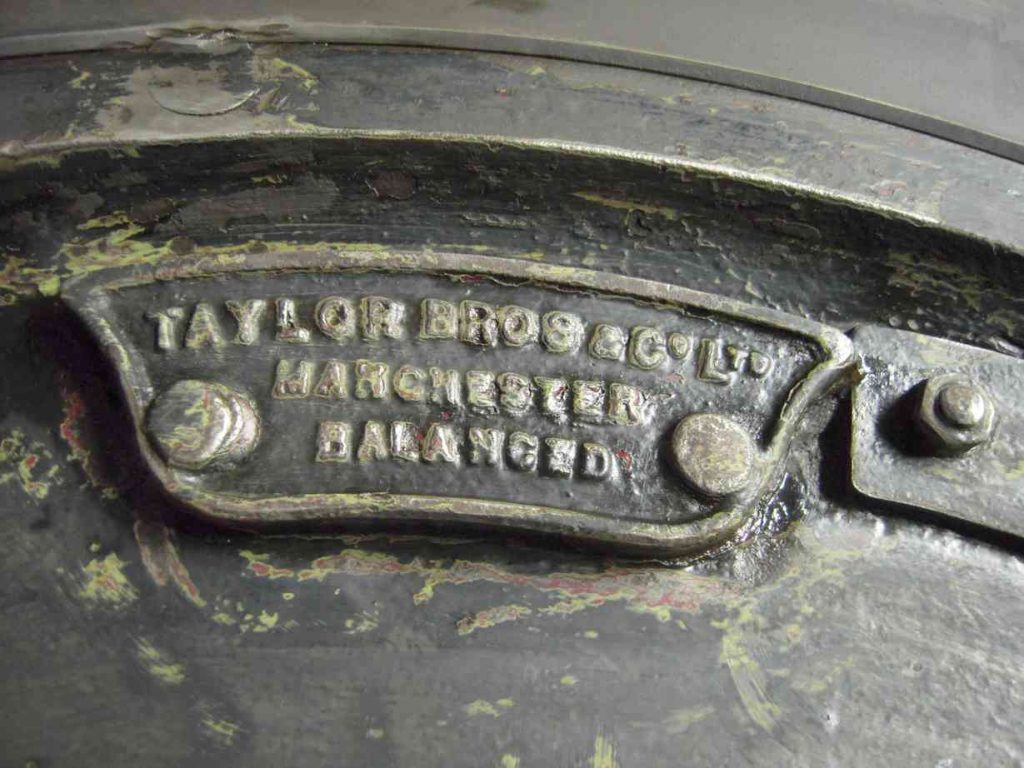 TAYLOR BROS & CO LTD
MANCHESTER
BALANCED